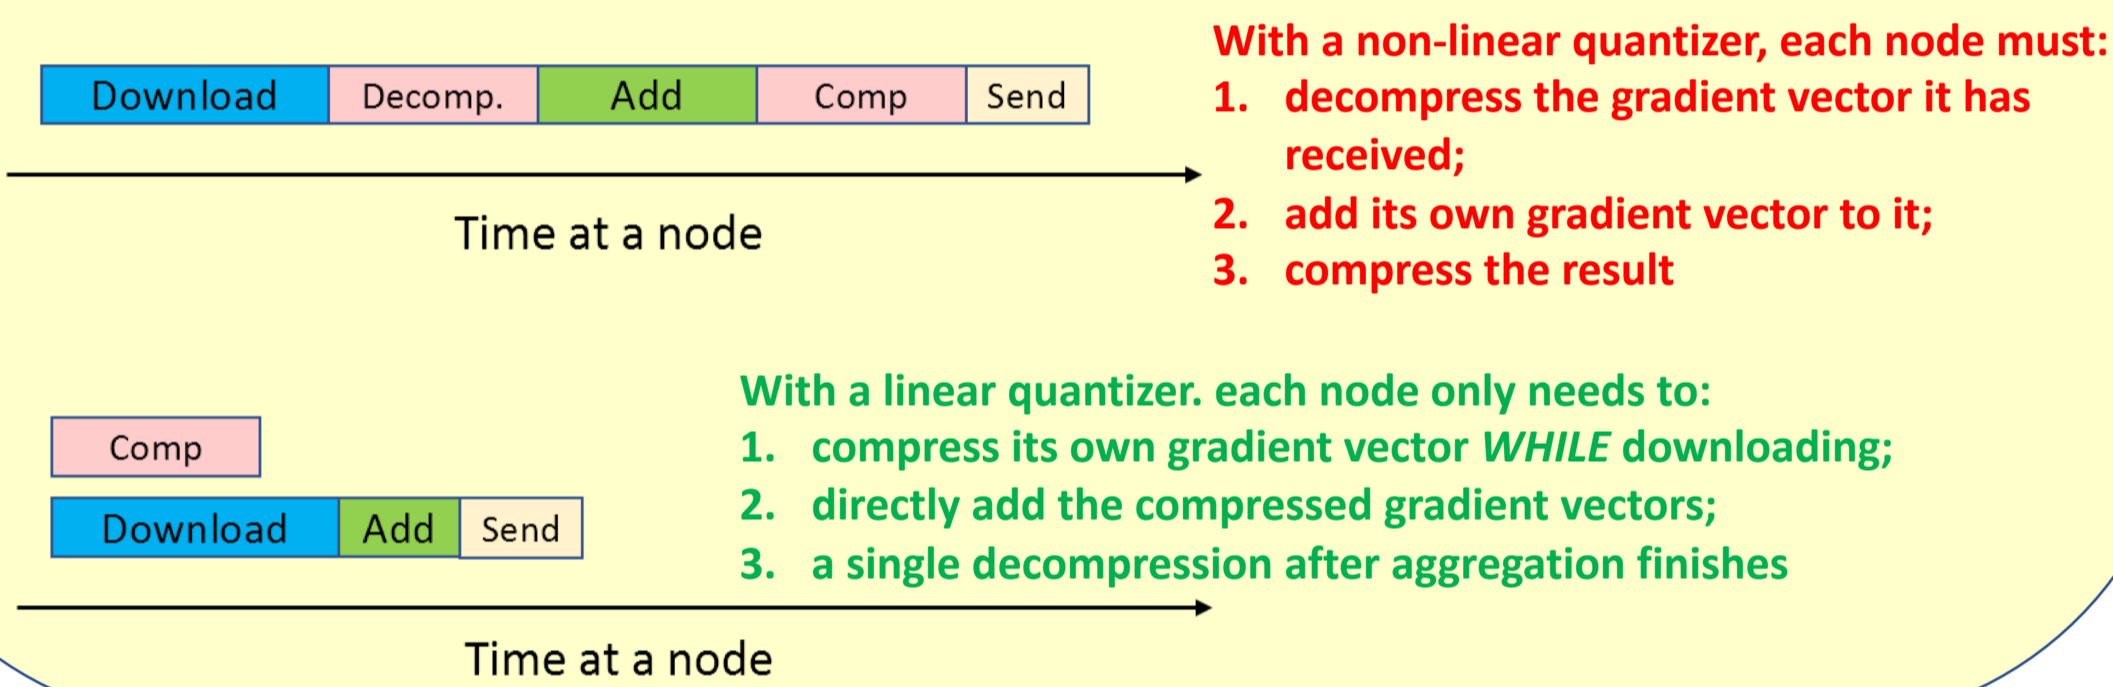 With a non-linear quantizer, each node must:
Download Decomp. Add Comp Send
1. decompress the gradient vector it has
received;
2. add its own gradient vector to it;
Time at a node
3. compress the result
With a linear quantizer. each node only needs to:
Comp
1. compress its own gradient vector WHILE downloading;
2. directly add the compressed gradient vectors;
Download Add Send
3. a single decompression after aggregation finishes
Time at a node